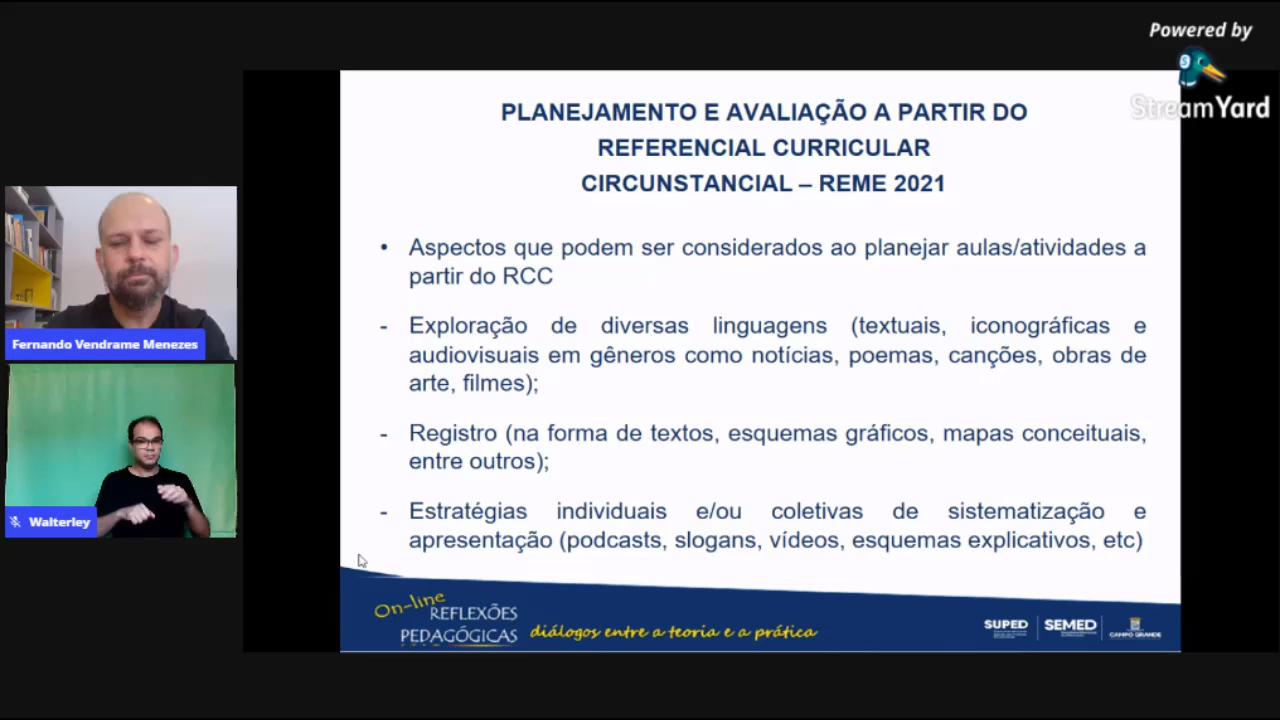 Powered by
StreamYard
PLANEJAMENTO E AVALIAÇÃO A PARTIR DO
REFERENCIAL CURRICULAR
CIRCUNSTANCIAL – REME 2021
• Aspectos que podem ser considerados ao planejar aulas/atividades a
partir do RCC
- Exploração de diversas linguagens (textuais, iconográficas e
audiovisuais em gêneros como notícias, poemas, canções, obras de
arte, filmes);
- Registro (na forma de textos, esquemas gráficos, mapas conceituais,
entre outros);
- Estratégias individuais e/ou coletivas de sistematização e
apresentação (podcasts, slogans, vídeos, esquemas explicativos, etc)
Fernando Vendrame Menezes
Walterley
On-line
REFLEXÕES
PEDAGÓGICAS
diálogos entre a teoria e a prática
SUPED
SEMED
CAMPO GRANDE